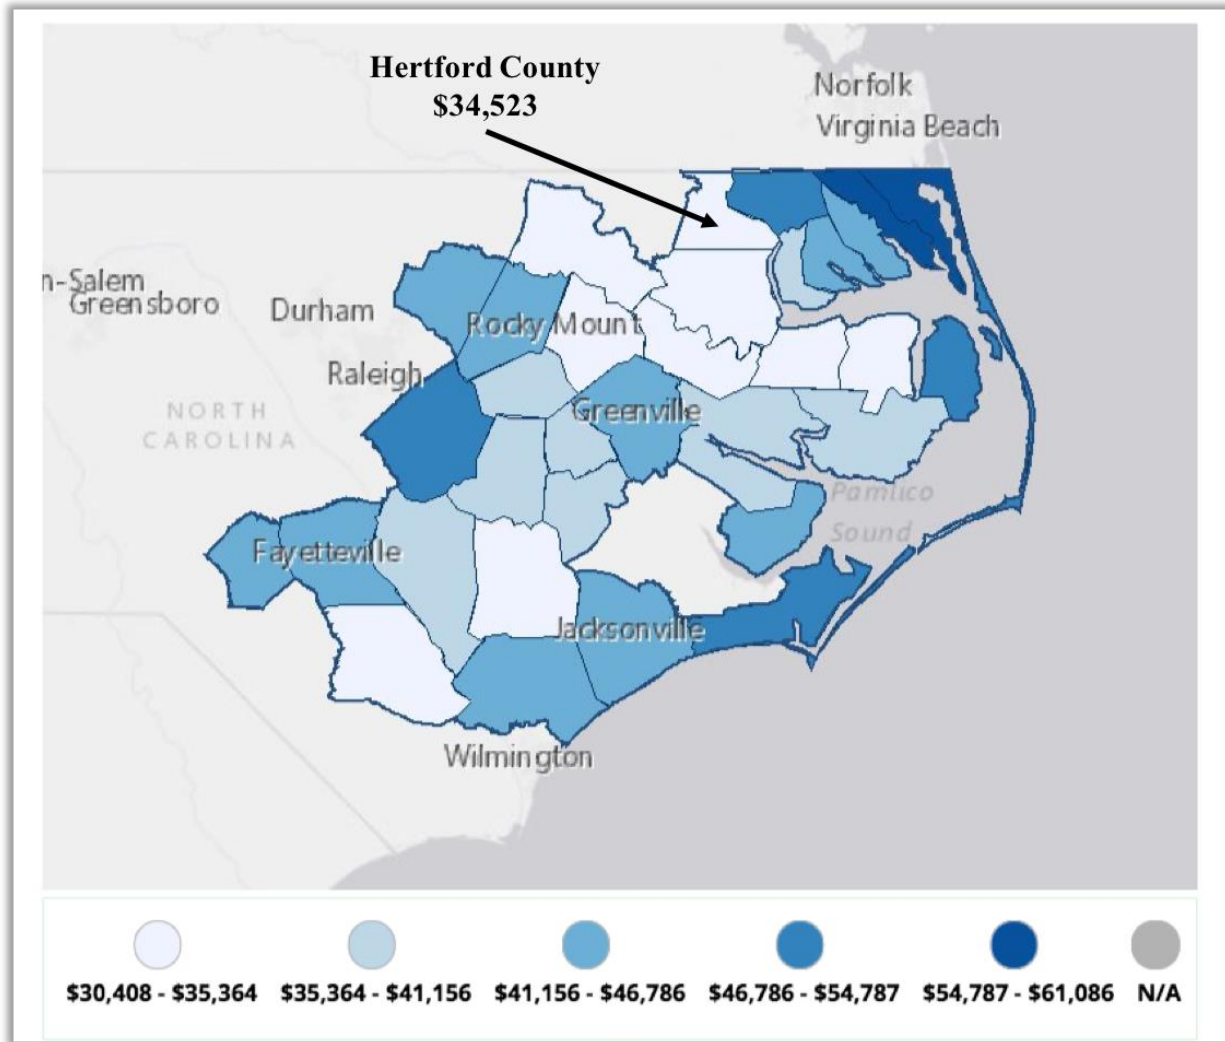 Hertford County
$34,523
Norfolk
Virginia Beach
n-Salem
Greensboro
Durham
Rocky Mount
Raleigh
NORTH
CAROLINA
Greenville
Pamlico
Sound
Fayetteville
Jacksonville
Wilmington
$30,408 - $35,364 $35,364 - $41,156 $41,156 - $46,786 $46,786 - $54,787 $54,787 - $61,086 N/A